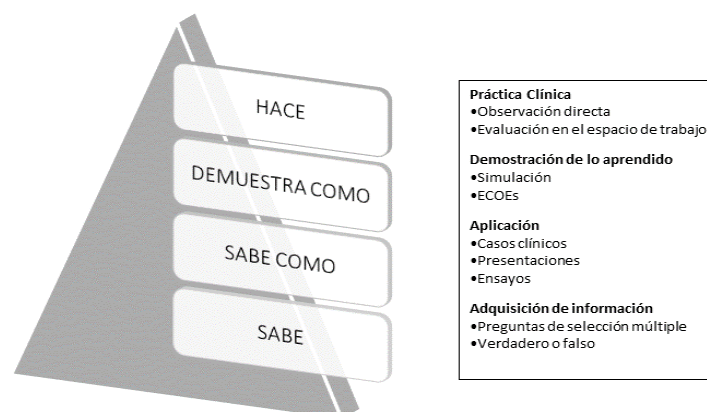 HACE
DEMUESTRA COMO
SABE COMO
SABE
Práctica Clínica
•Observación directa
•Evaluación en el espacio de trabajo
Demostración de lo aprendido
•Simulación
•ECOEs
Aplicación
•Casos clínicos
•Presentaciones
•Ensayos
Adquisición de información
•Preguntas de selección múltiple
•Verdadero o falso